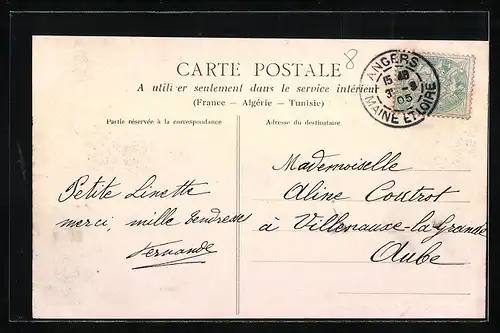 CARTE POSTALE
A utiliser seulement dans le service intérieur
(France — Algérie — Tunisie)
Partie réservée à la correspondance
Adresse du destinataire
8
ANGERS
05
MAINE ET LOIRE
Petite Linette
merci, mille tendresses
Fernande
Mademoiselle
Aline Coutrot
à Villenauxe-la-Grande
Aube